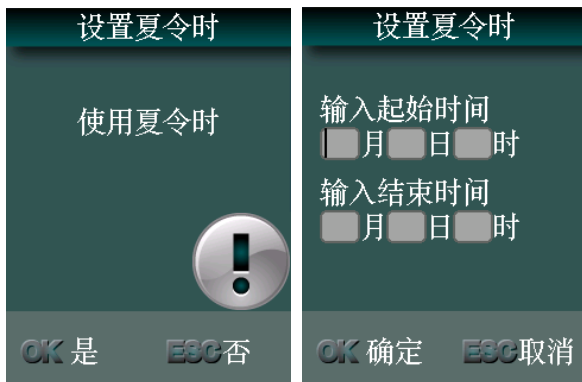 设置夏令时
使用夏令时
OK 是 ESC否
设置夏令时
输入起始时间
月 日 时
输入结束时间
月 日 时
OK 确定 ESC取消